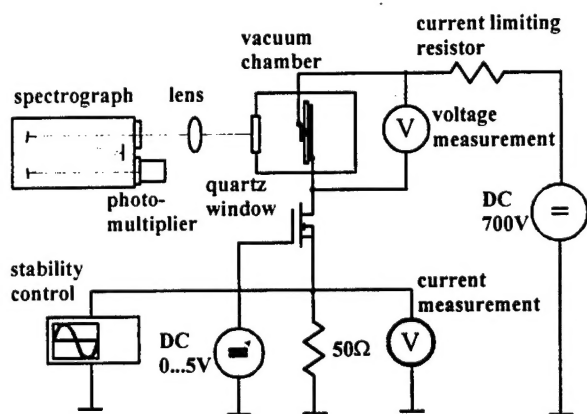 current limiting
resistor
vacuum
chamber
spectrograph
lens
V
voltage
measurement
quartz
window
photo-
multiplier
DC
700V
=
stability
control
current
measurement
DC
0...5V
50Ω
V